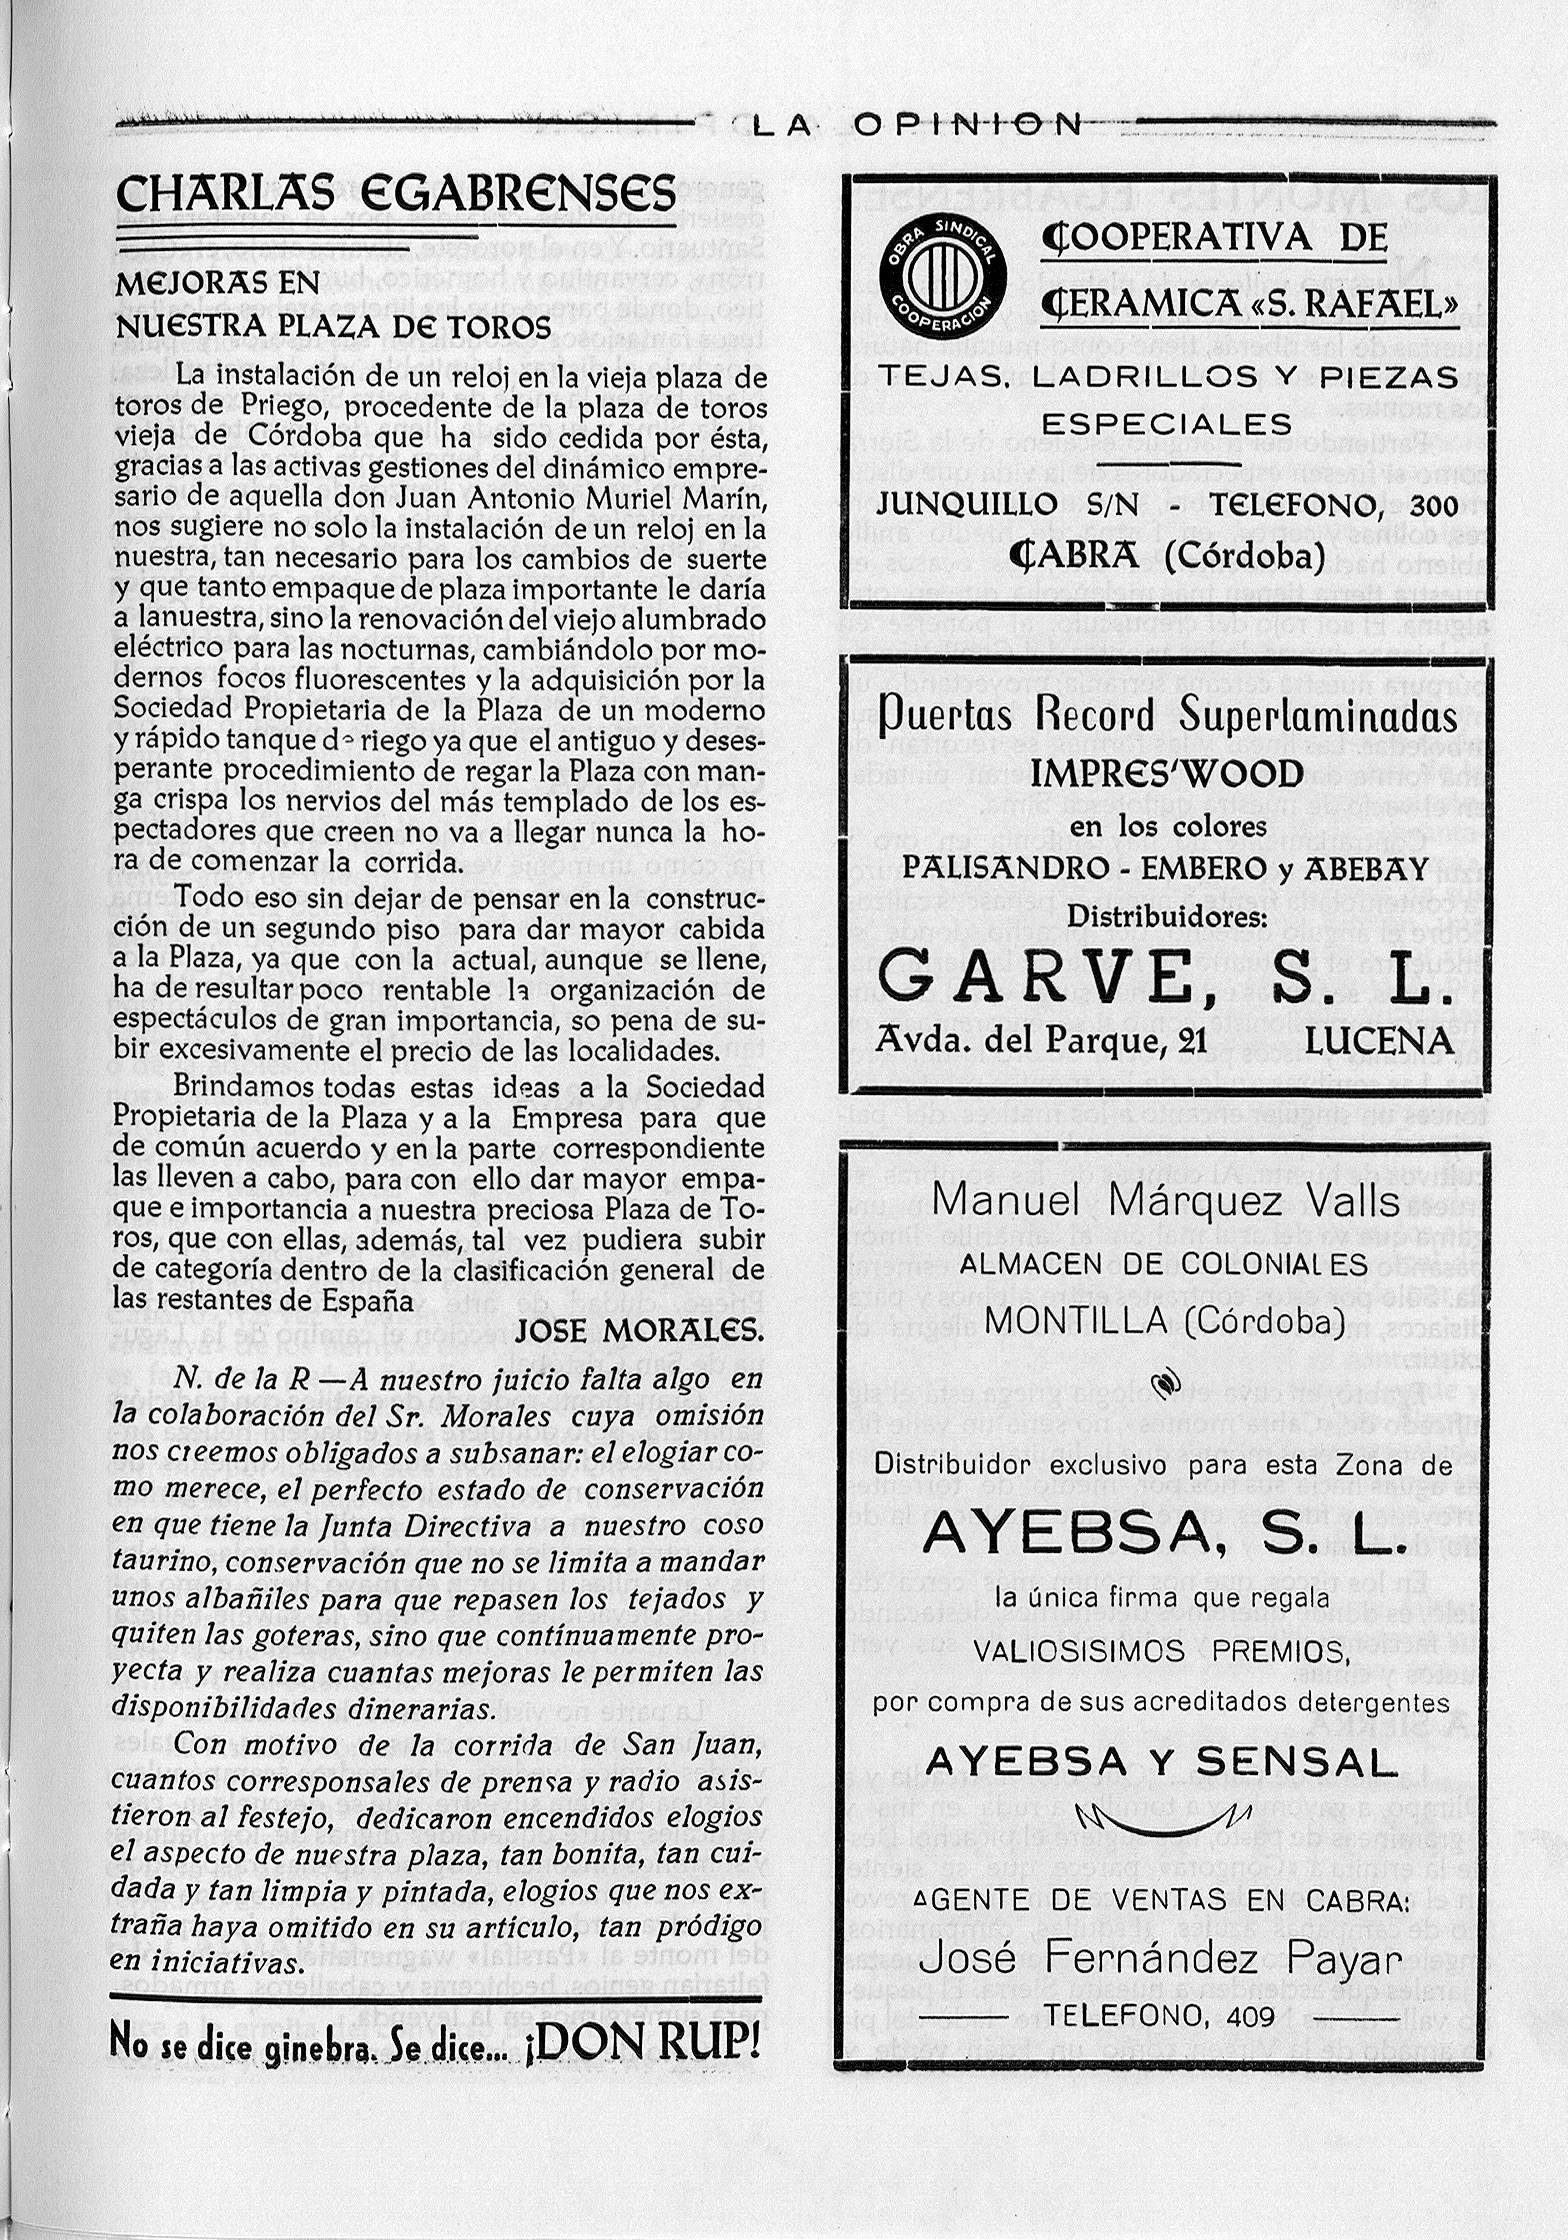 LA OPINION
CHARLAS EGABRENSES
MEJORAS EN
NUESTRA PLAZA DE TOROS
La instalación de un reloj en la vieja plaza de
toros de Priego, procedente de la plaza de toros
vieja de Córdoba que ha sido cedida por ésta,
gracias a las activas gestiones del dinámico empre-
sario de aquella don Juan Antonio Muriel Marín,
nos sugiere no solo la instalación de un reloj en la
nuestra, tan necesario para los cambios de suerte
y que tanto empaque de plaza importante le daría
a lanuestra, sino la renovación del viejo alumbrado
eléctrico para las nocturnas, cambiándolo por mo-
dernos focos fluorescentes y la adquisición por la
Sociedad Propietaria de la Plaza de un moderno
y rápido tanque de riego ya que el antiguo y deses-
perante procedimiento de regar la Plaza con man-
ga crispa los nervios del más templado de los es-
pectadores que creen no va a llegar nunca la ho-
ra de comenzar la corrida.
Todo eso sin dejar de pensar en la construc-
ción de un segundo piso para dar mayor cabida
a la Plaza, ya que con la actual, aunque se llene,
ha de resultar poco rentable la organización de
espectáculos de gran importancia, so pena de su-
bir excesivamente el precio de las localidades.
Brindamos todas estas ideas a la Sociedad
Propietaria de la Plaza y a la Empresa para que
de común acuerdo y en la parte correspondiente
las lleven a cabo, para con ello dar mayor empa-
que e importancia a nuestra preciosa Plaza de To-
ros, que con ellas, además, tal vez pudiera subir
de categoría dentro de la clasificación general de
las restantes de España
JOSE MORALES.
N. de la R —A nuestro juicio falta algo en
la colaboración del Sr. Morales cuya omisión
nos creemos obligados a subsanar: el elogiar co-
mo merece, el perfecto estado de conservación
en que tiene la Junta Directiva a nuestro coso
taurino, conservación que no se limita a mandar
unos albañiles para que repasen los tejados y
quiten las goteras, sino que contínuamente pro-
yecta y realiza cuantas mejoras le permiten las
disponibilidades dinerarias.
Con motivo de la corrida de San Juan,
cuantos corresponsales de prensa y radio asis-
tieron al festejo, dedicaron encendidos elogios
el aspecto de nuestra plaza, tan bonita, tan cui-
dada y tan limpia y pintada, elogios que nos ex-
traña haya omitido en su artículo, tan pródigo
en iniciativas.
No se dice ginebra. Se dice... ¡DON RUP!
OBRA SINDICAL
COOPERACION
COOPERATIVA DE
CERAMICA «S. RAFAEL»
TEJAS, LADRILLOS Y PIEZAS
ESPECIALES
JUNQUILLO S/N - TELEFONO, 300
CABRA (Córdoba)
Puertas Record Superlaminadas
IMPRES'WOOD
en los colores
PALISANDRO - EMBERO y ABEBAY
Distribuidores:
GARVE, S. L.
Avda. del Parque, 21 LUCENA
Manuel Márquez Valls
ALMACEN DE COLONIALES
MONTILLA (Córdoba)
Distribuidor exclusivo para esta Zona de
AYEBSA, S. L.
la única firma que regala
VALIOSISIMOS PREMIOS,
por compra de sus acreditados detergentes
AYEBSA Y SENSAL
AGENTE DE VENTAS EN CABRA:
José Fernández Payar
TELEFONO, 409